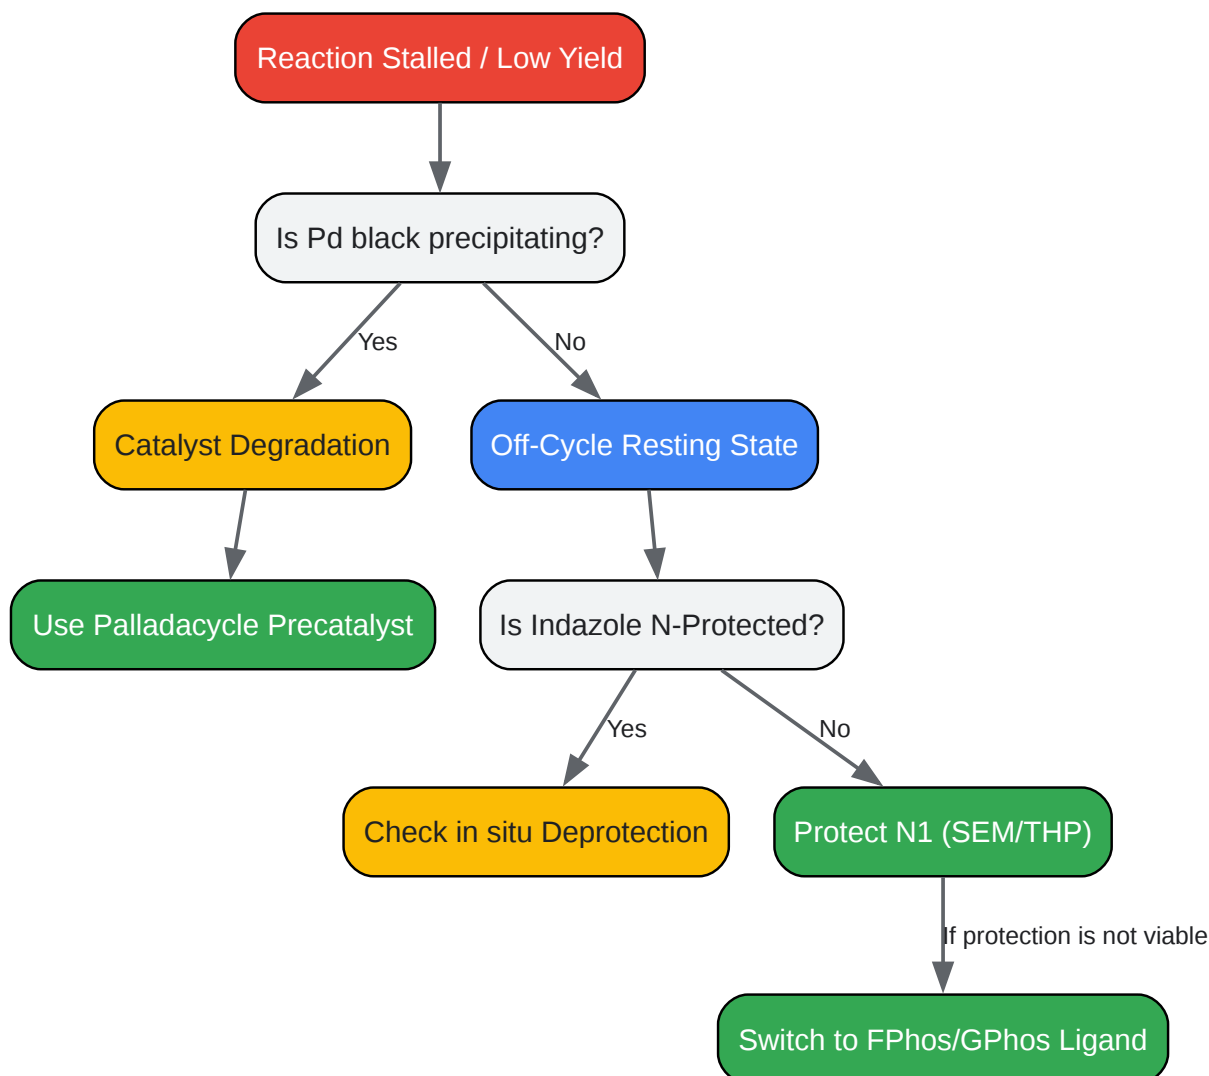 Reaction Stalled / Low Yield
Is Pd black precipitating?
Yes
No
Catalyst Degradation
Off-Cycle Resting State
Use Palladacycle Precatalyst
Is Indazole N-Protected?
Yes
No
Check in situ Deprotection
Protect N1 (SEM/THP)
If protection is not viable
Switch to FPhos/GPhos Ligand